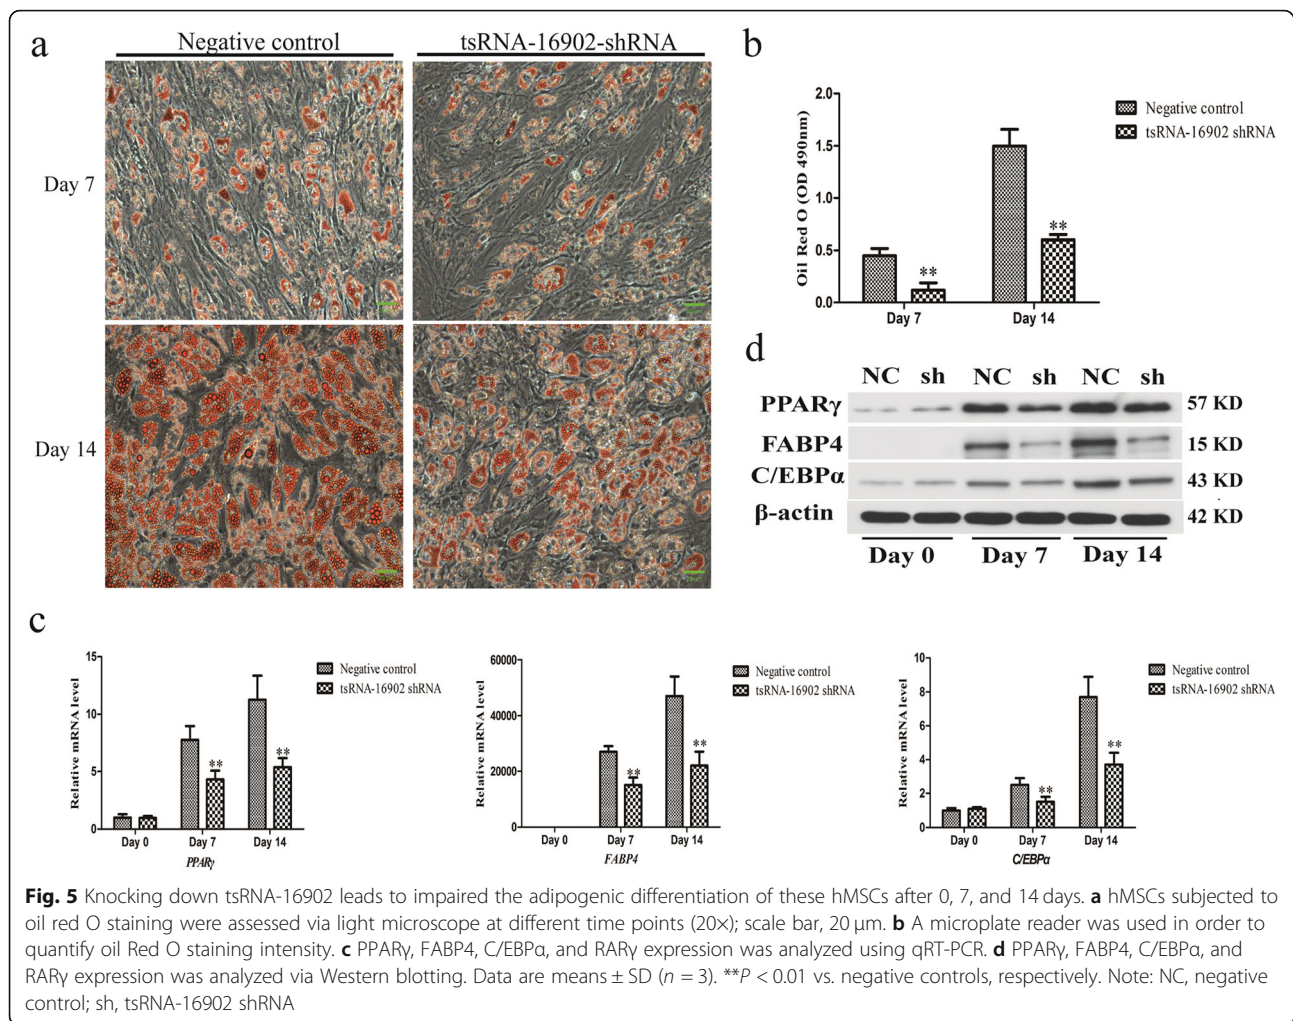 a
Negative control
tsRNA-16902-shRNA
Day 7
Day 14
b
Oil Red O (OD 490nm)
2.0
1.5
1.0
0.5
0.0
Day 7
Day 14
**
**
Negative control
tsRNA-16902 shRNA
d
NC sh NC sh NC sh
PPARγ 57 KD
FABP4 15 KD
C/EBPα 43 KD
β-actin 42 KD
Day 0 Day 7 Day 14
c
Relative mRNA level
15
10
5
0
**
**
Day 0 Day 7 Day 14
PPARγ
Negative control
tsRNA-16902 shRNA
Relative mRNA level
60000
40000
20000
0
**
**
Day 0 Day 7 Day 14
FABP4
Negative control
tsRNA-16902 shRNA
Relative mRNA level
10
8
6
4
2
0
**
**
Day 0 Day 7 Day 14
C/EBPα
Negative control
tsRNA-16902 shRNA
Fig. 5 Knocking down tsRNA-16902 leads to impaired the adipogenic differentiation of these hMSCs after 0, 7, and 14 days. a hMSCs subjected to
oil red O staining were assessed via light microscope at different time points (20×); scale bar, 20 μm. b A microplate reader was used in order to
quantify oil Red O staining intensity. c PPARγ, FABP4, C/EBPα, and RARγ expression was analyzed using qRT-PCR. d PPARγ, FABP4, C/EBPα, and
RARγ expression was analyzed via Western blotting. Data are means ± SD (n = 3). **P < 0.01 vs. negative controls, respectively. Note: NC, negative
control; sh, tsRNA-16902 shRNA